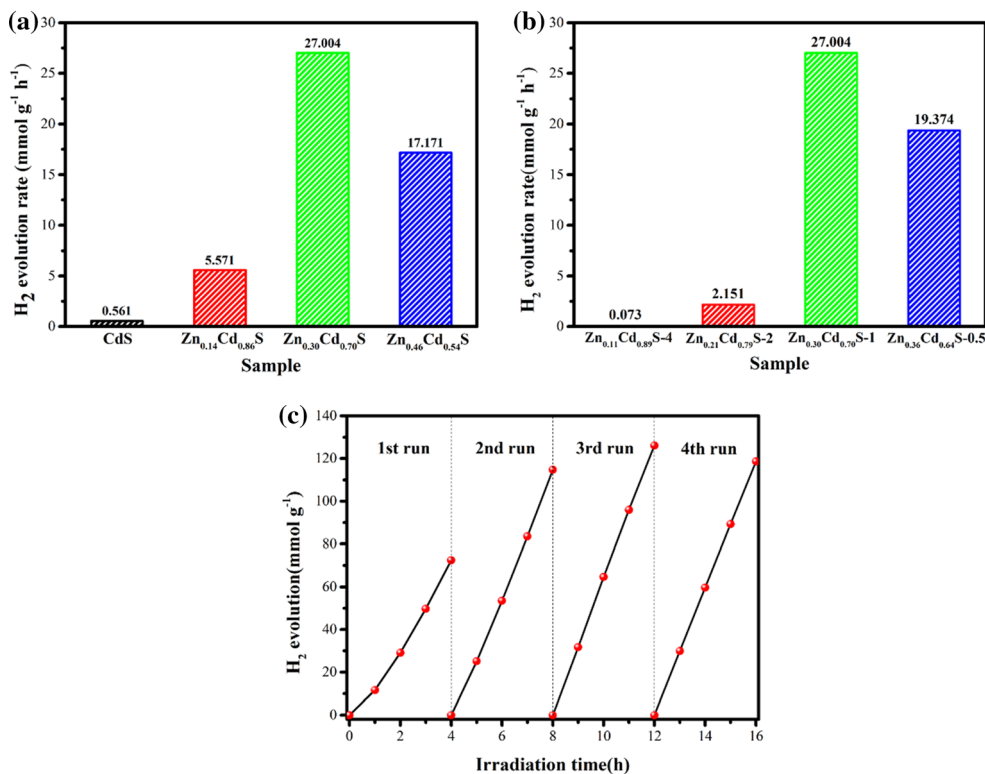 (a)
H₂ evolution rate (mmol g⁻¹ h⁻¹)
30
25
20
15
10
5
0
0.561
5.571
27.004
17.171
CdS
Zn₀.₁₄Cd₀.₈₆S
Zn₀.₃₀Cd₀.₇₀S
Zn₀.₄₆Cd₀.₅₄S
Sample
(b)
H₂ evolution rate(mmol g⁻¹ h⁻¹)
30
25
20
15
10
5
0
0.073
2.151
27.004
19.374
Zn₀.₁₁Cd₀.₈₉S-4
Zn₀.₂₁Cd₀.₇₉S-2
Zn₀.₃₀Cd₀.₇₀S-1
Zn₀.₃₆Cd₀.₆₄S-0.5
Sample
(c)
H₂ evolution(mmol g⁻¹)
140
120
100
80
60
40
20
0
1st run
2nd run
3rd run
4th run
0 2 4 6 8 10 12 14 16
Irradiation time(h)